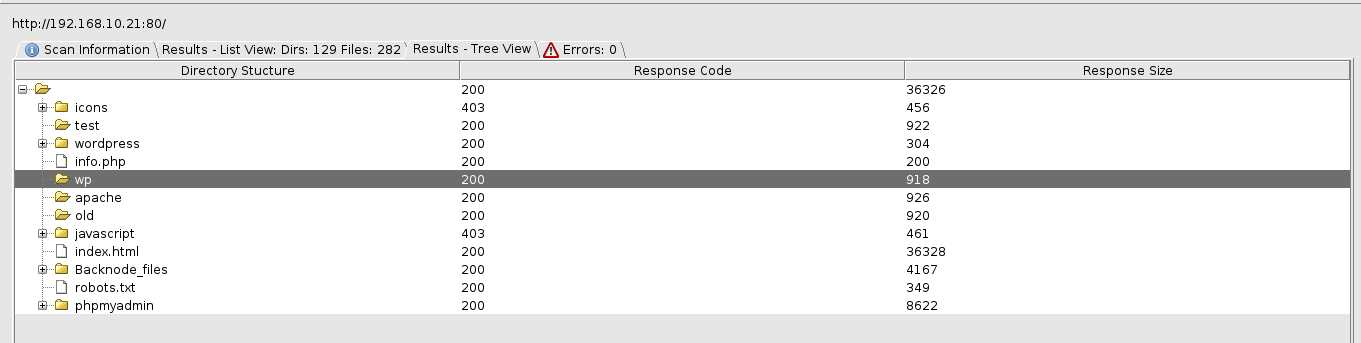 http://192.168.10.21:80/
Scan Information Results - List View: Dirs: 129 Files: 282 Results - Tree View Errors: 0
Directory Stucture Response Code Response Size
200 36326
icons 403 456
test 200 922
wordpress 200 304
info.php 200 200
wp 200 918
apache 200 926
old 200 920
javascript 403 461
index.html 200 36328
Backnode_files 200 4167
robots.txt 200 349
phpmyadmin 200 8622